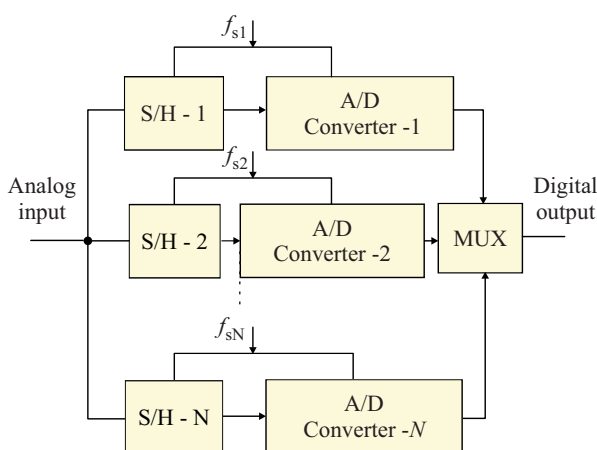 fs1
S/H - 1
A/D
Converter -1
fs2
Analog
input
S/H - 2
A/D
Converter -2
MUX
Digital
output
fsN
S/H - N
A/D
Converter -N